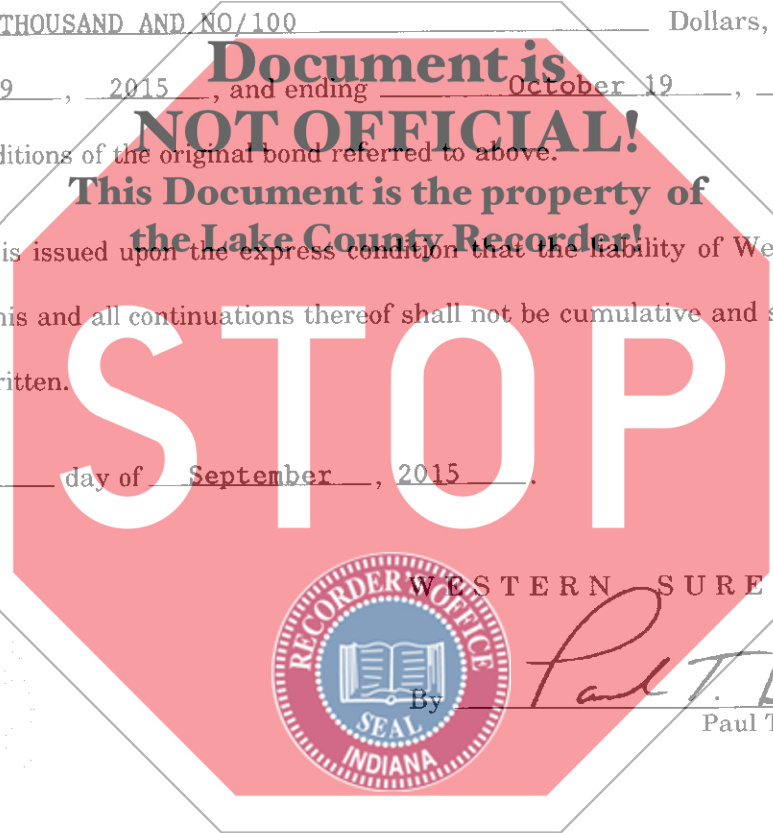 THOUSAND AND NO/100 Dollars,
Document is
9, 2015, and ending October 19,
NOT OFFICIAL!
ditions of the original bond referred to above.
This Document is the property of
the Lake County Recorder!
is issued upon the express condition that the liability of We
his and all continuations thereof shall not be cumulative and s
ritten.
STOP
day of September, 2015.
WESTERN SURE
RECORDER'S OFFICE
SEAL
INDIANA
By Paul T.
Paul T